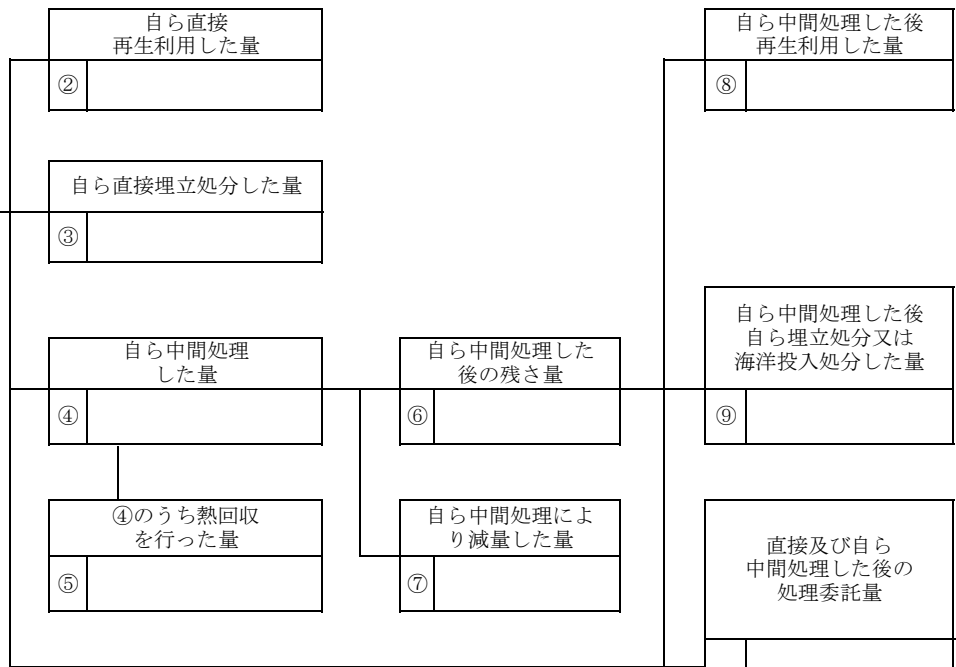 自ら直接
再生利用した量
②
自ら中間処理した後
再生利用した量
⑧
自ら直接埋立処分した量
③
自ら中間処理した後
自ら埋立処分又は
海洋投入処分した量
⑨
自ら中間処理
した量
④
自ら中間処理した
後の残さ量
⑥
④のうち熱回収
を行った量
⑤
自ら中間処理によ
り減量した量
⑦
直接及び自ら
中間処理した後の
処理委託量